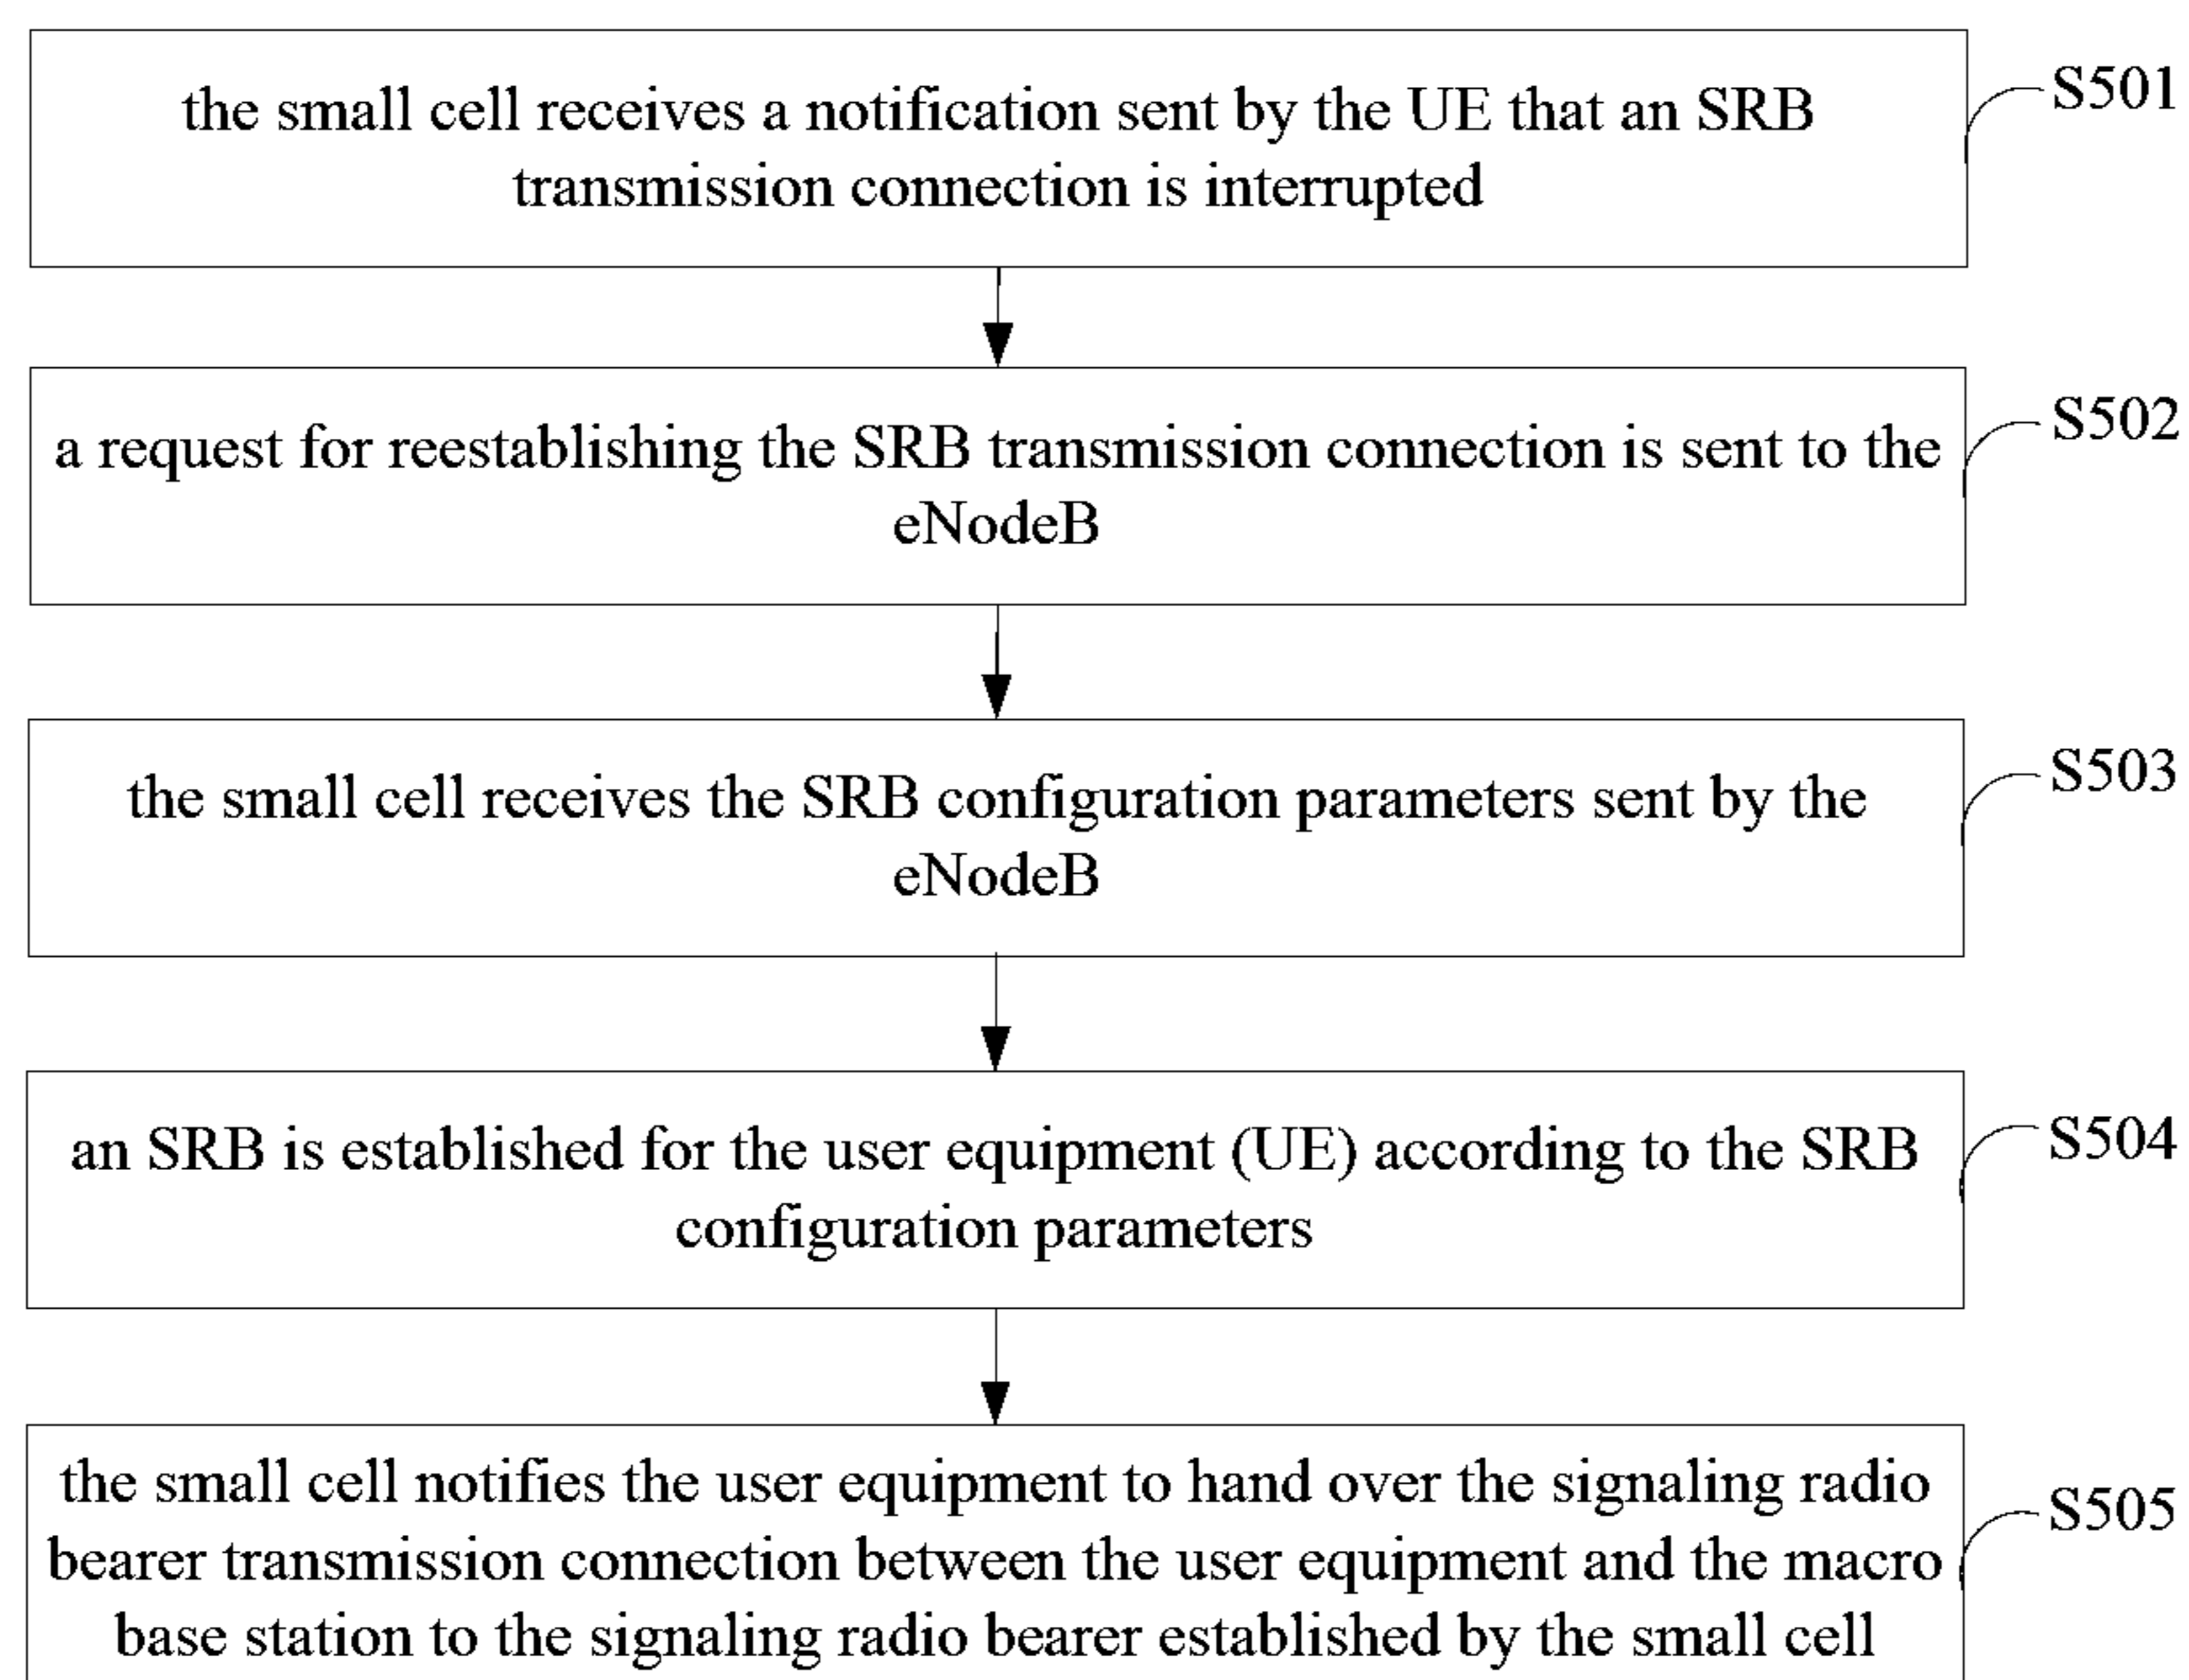 the small cell receives a notification sent by the UE that an SRB
transmission connection is interrupted
S501
a request for reestablishing the SRB transmission connection is sent to the
eNodeB
S502
the small cell receives the SRB configuration parameters sent by the
eNodeB
S503
an SRB is established for the user equipment (UE) according to the SRB
configuration parameters
S504
the small cell notifies the user equipment to hand over the signaling radio
bearer transmission connection between the user equipment and the macro
base station to the signaling radio bearer established by the small cell
S505